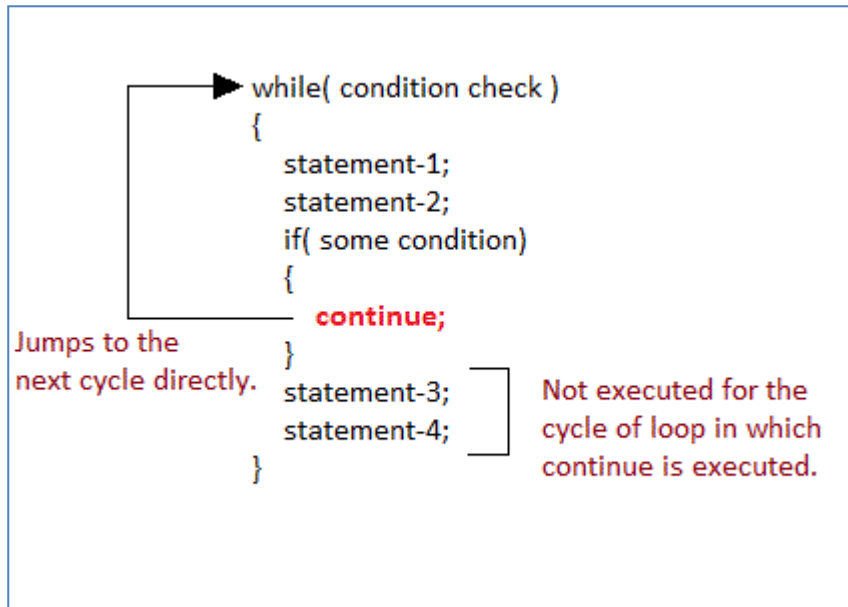 while( condition check )
{
statement-1;
statement-2;
if( some condition)
{
continue;
}
statement-3;
statement-4;
}
Jumps to the
next cycle directly.
Not executed for the
cycle of loop in which
continue is executed.